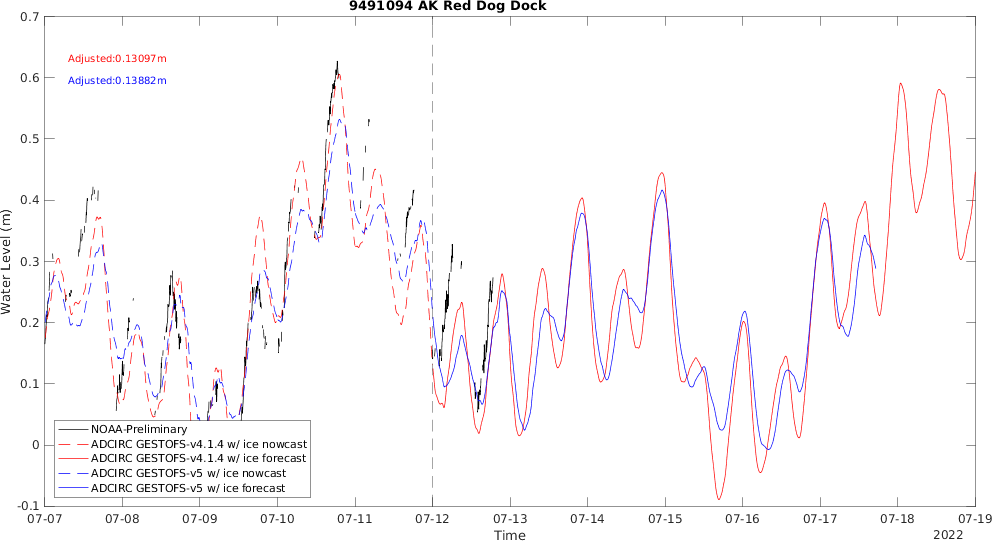 9491094 AK Red Dog Dock
Adjusted:0.13097m
Adjusted:0.13882m
Water Level (m)
0.7
0.6
0.5
0.4
0.3
0.2
0.1
0
-0.1
NOAA-Preliminary
ADCIRC GESTOFS-v4.1.4 w/ ice nowcast
ADCIRC GESTOFS-v4.1.4 w/ ice forecast
ADCIRC GESTOFS-v5 w/ ice nowcast
ADCIRC GESTOFS-v5 w/ ice forecast
07-07 07-08 07-09 07-10 07-11 07-12 07-13 07-14 07-15 07-16 07-17 07-18 07-19
Time
2022